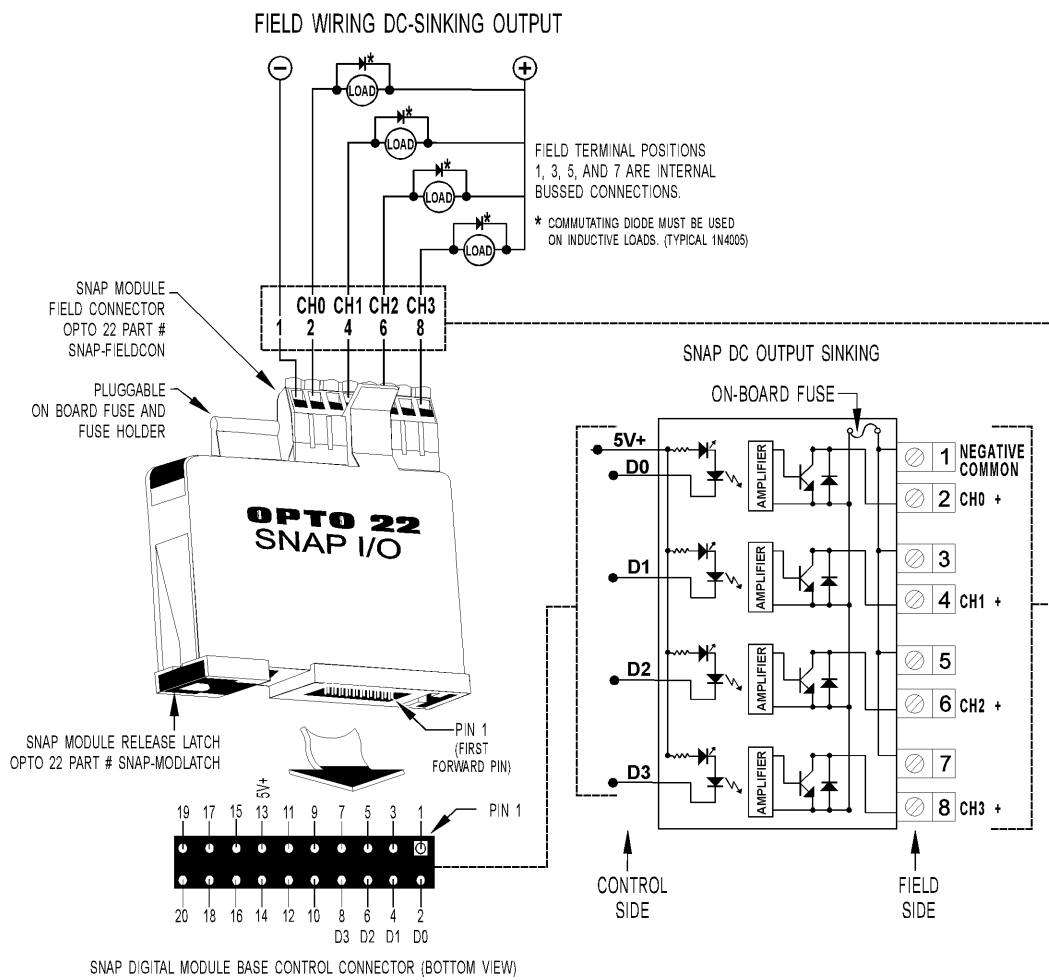 FIELD WIRING DC-SINKING OUTPUT
−
+
*
LOAD
*
LOAD
*
LOAD
*
LOAD
FIELD TERMINAL POSITIONS
1, 3, 5, AND 7 ARE INTERNAL
BUSSED CONNECTIONS.
* COMMUTATING DIODE MUST BE USED
ON INDUCTIVE LOADS. (TYPICAL 1N4005)
CH0 CH1 CH2 CH3
1 2 4 6 8
SNAP MODULE
FIELD CONNECTOR
OPTO 22 PART #
SNAP-FIELDCON
PLUGGABLE
ON BOARD FUSE AND
FUSE HOLDER
OPTO 22
SNAP I/O
SNAP MODULE RELEASE LATCH
OPTO 22 PART # SNAP-MODLATCH
PIN 1
(FIRST
FORWARD PIN)
5V+
19 17 15 13 11 9 7 5 3 1
PIN 1
20 18 16 14 12 10 8 6 4 2
D3 D2 D1 D0
SNAP DIGITAL MODULE BASE CONTROL CONNECTOR (BOTTOM VIEW)
SNAP DC OUTPUT SINKING
ON-BOARD FUSE
5V+
D0
AMPLIFIER
1 NEGATIVE
COMMON
2 CH0 +
D1
AMPLIFIER
3
4 CH1 +
D2
AMPLIFIER
5
6 CH2 +
D3
AMPLIFIER
7
8 CH3 +
CONTROL
SIDE
FIELD
SIDE